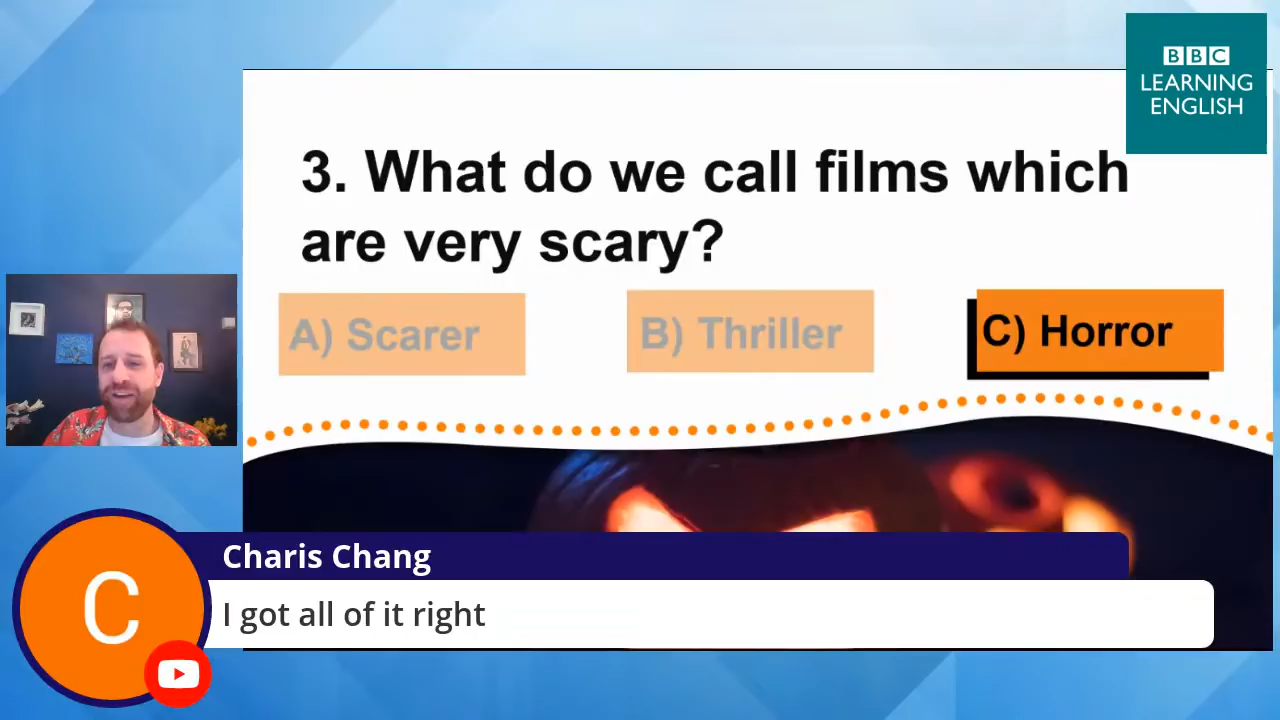 BBC
LEARNING
ENGLISH
3. What do we call films which
are very scary?
A) Scarer
B) Thriller
C) Horror
Charis Chang
C
I got all of it right